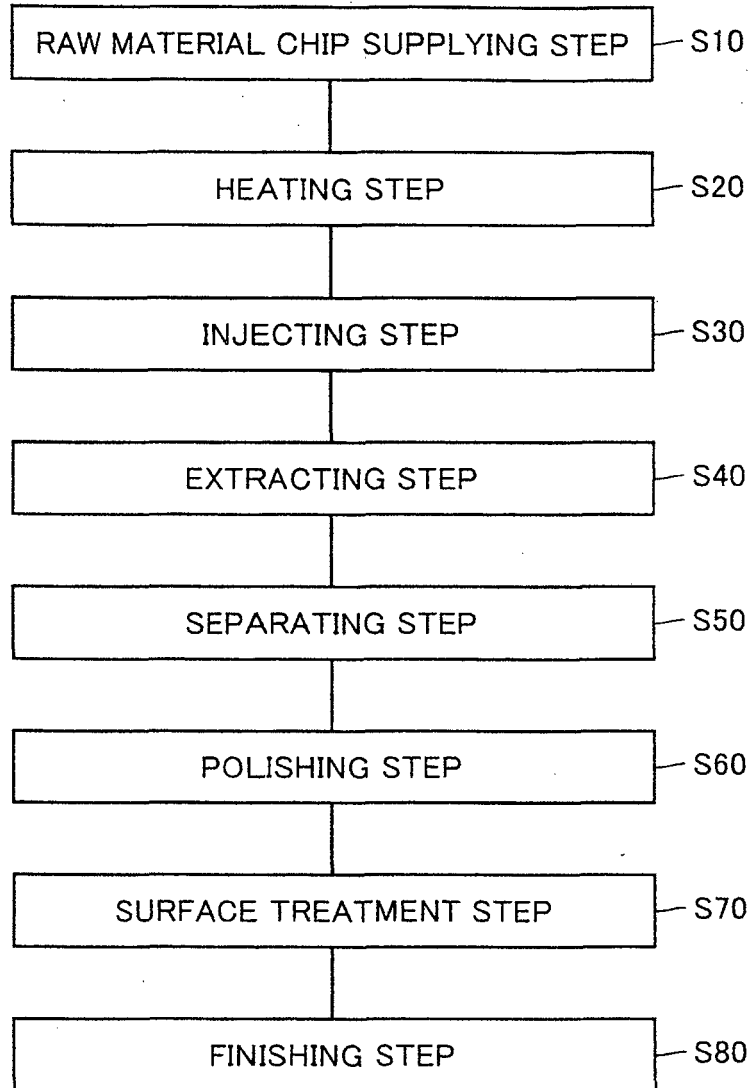 RAW MATERIAL CHIP SUPPLYING STEP S10
HEATING STEP S20
INJECTING STEP S30
EXTRACTING STEP S40
SEPARATING STEP S50
POLISHING STEP S60
SURFACE TREATMENT STEP S70
FINISHING STEP S80